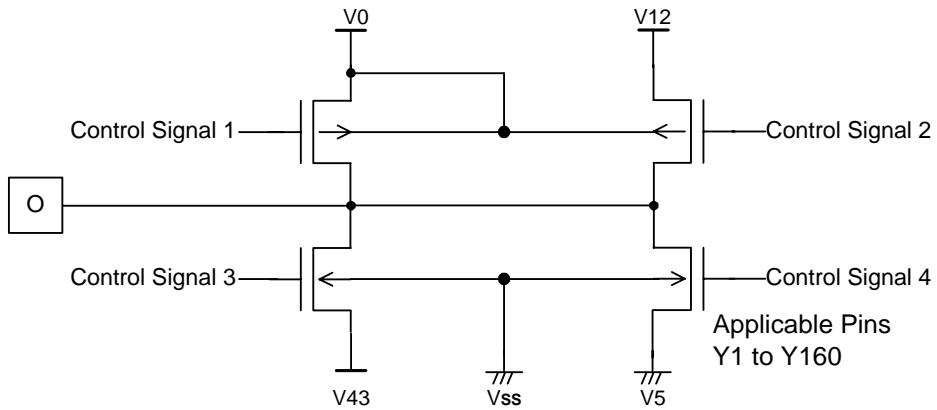 V0
V12
Control Signal 1
Control Signal 2
O
Control Signal 3
Control Signal 4
Applicable Pins
Y1 to Y160
V43
Vss
V5